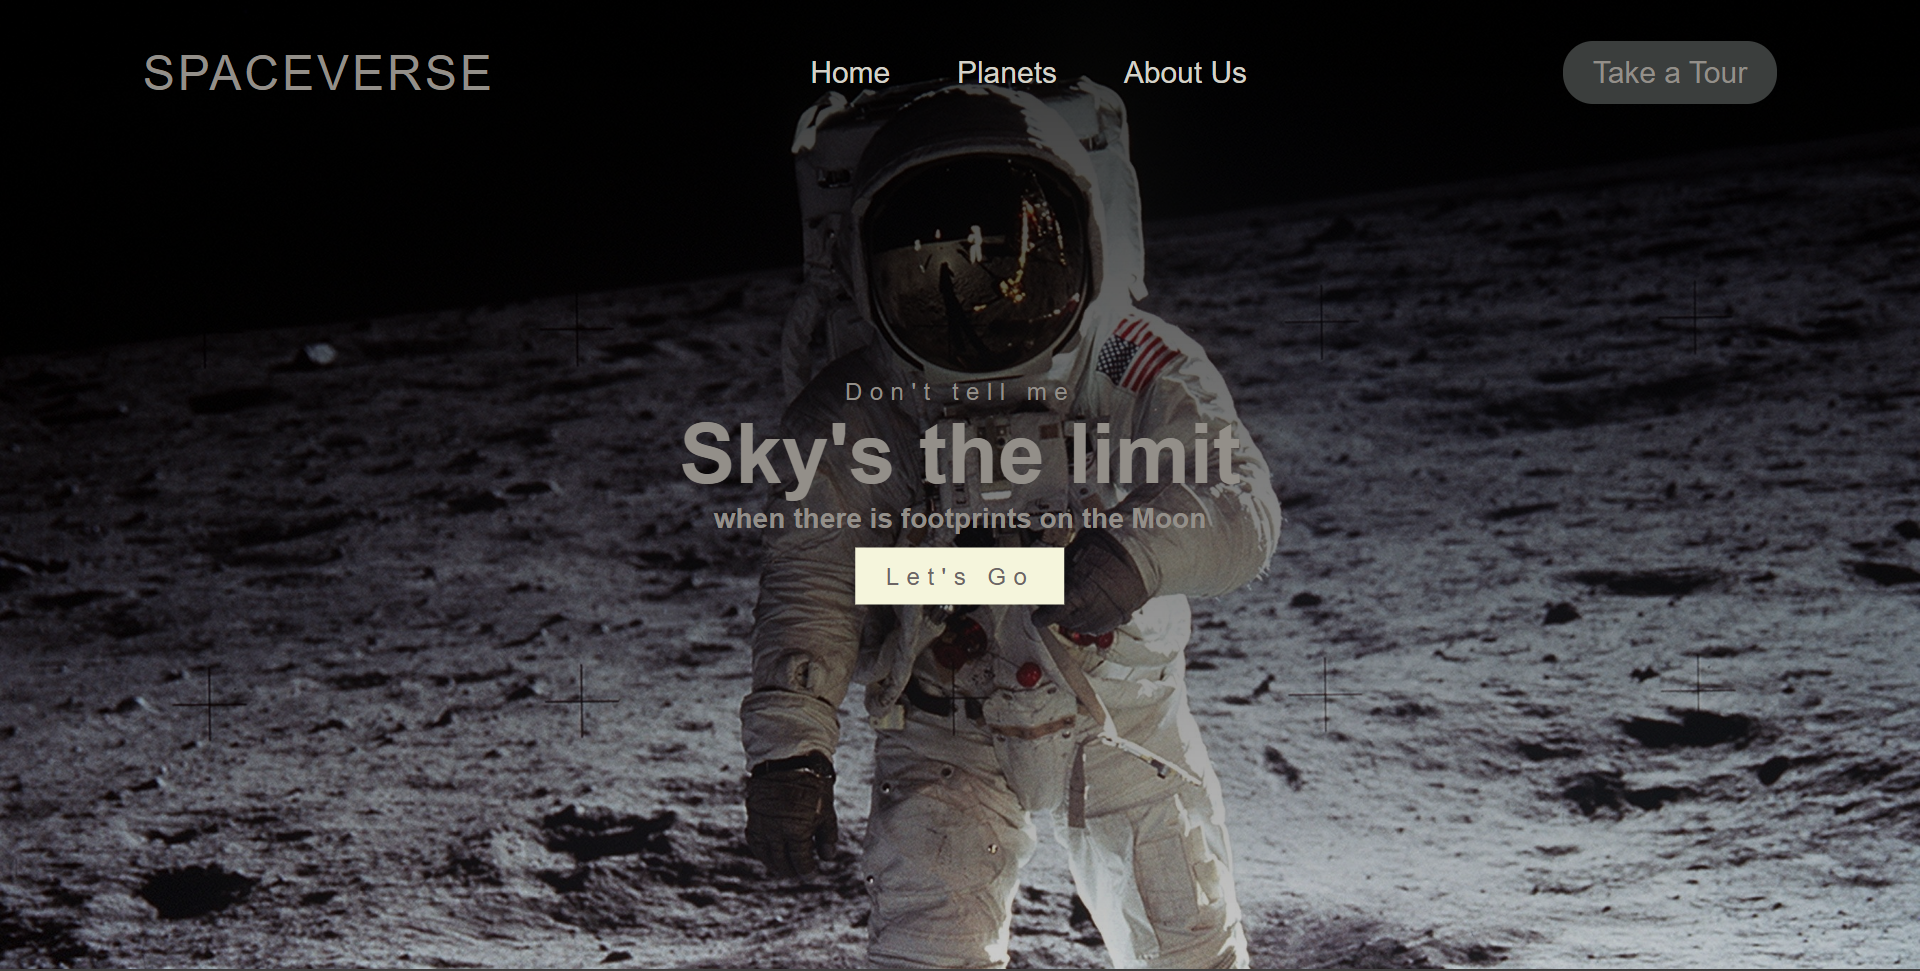 SPACEVERSE
Home Planets About Us
Take a Tour
Don't tell me
Sky's the limit
when there is footprints on the Moon
Let's Go